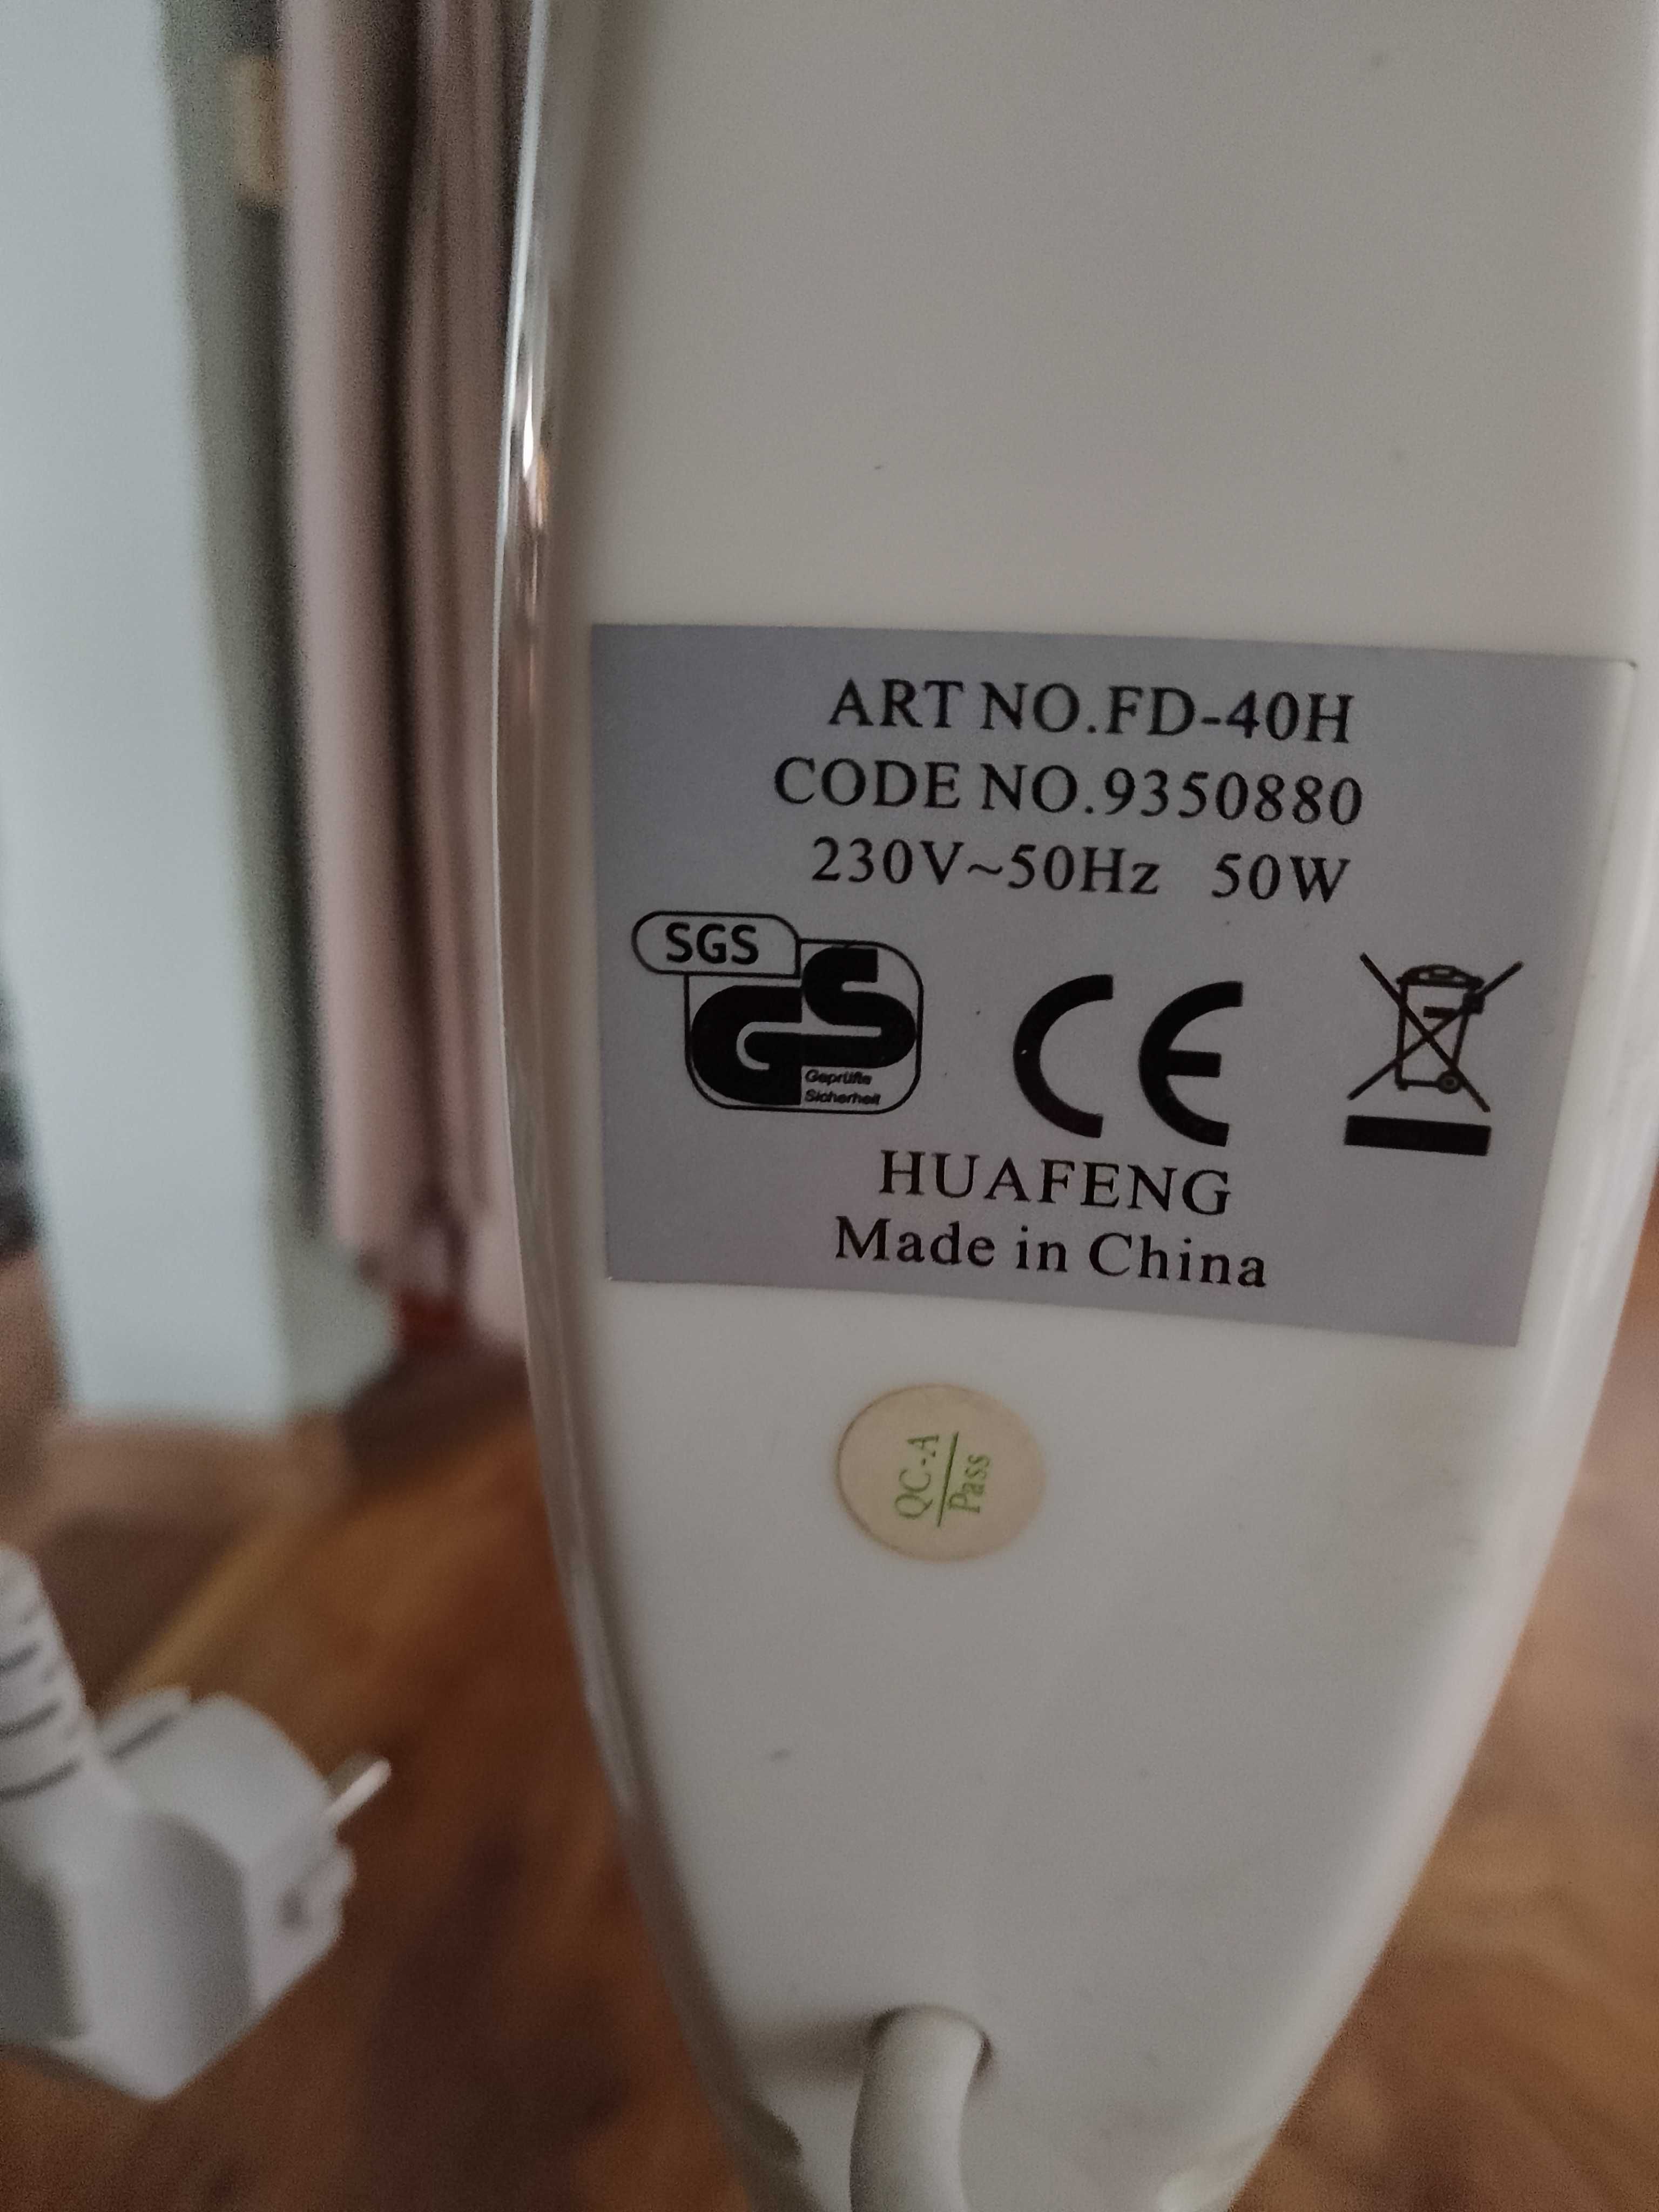 ART NO.FD-40H
CODE NO.9350880
230V~50Hz 50W
SGS
GS
Geprüfte
Sicherheit
CE
HUAFENG
Made in China
QC-A
Pass